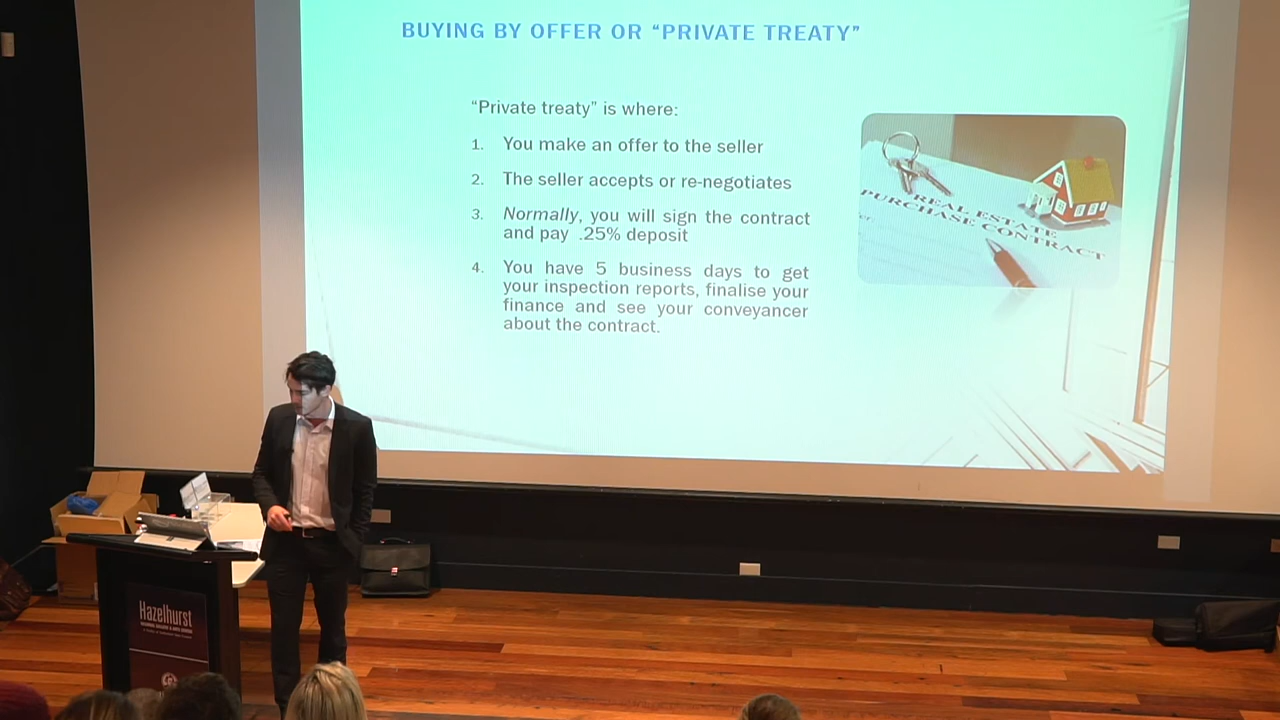 BUYING BY OFFER OR “PRIVATE TREATY”
“Private treaty” is where:
1. You make an offer to the seller
2. The seller accepts or re-negotiates
3. Normally, you will sign the contract
and pay .25% deposit
4. You have 5 business days to get
your inspection reports, finalise your
finance and see your conveyancer
about the contract.
REAL ESTATE
PURCHASE CONTRACT
Hazelhurst